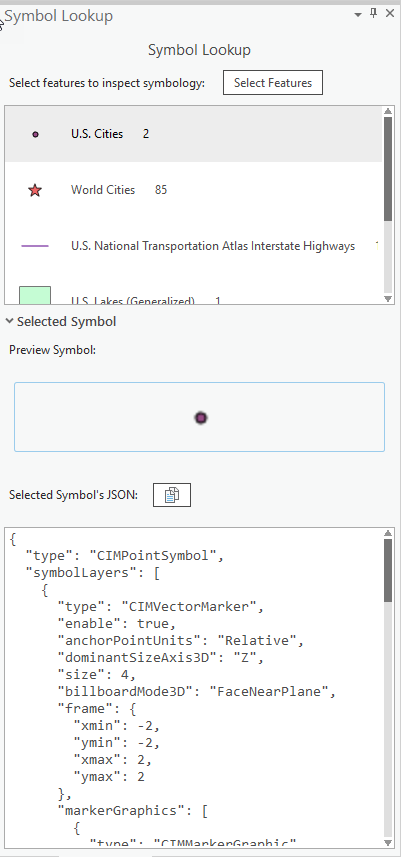 Symbol Lookup
Symbol Lookup
Select features to inspect symbology: Select Features
U.S. Cities 2
World Cities 85
U.S. National Transportation Atlas Interstate Highways
U.S. Lakes (Generalized) 1
Selected Symbol
Preview Symbol:
Selected Symbol's JSON:
{
"type": "CIMPointSymbol",
"symbolLayers": [
{
"type": "CIMVectorMarker",
"enable": true,
"anchorPointUnits": "Relative",
"dominantSizeAxis3D": "Z",
"size": 4,
"billboardMode3D": "FaceNearPlane",
"frame": {
"xmin": -2,
"ymin": -2,
"xmax": 2,
"ymax": 2
},
"markerGraphics": [
{
"type": "CIMMarkerGraphic"